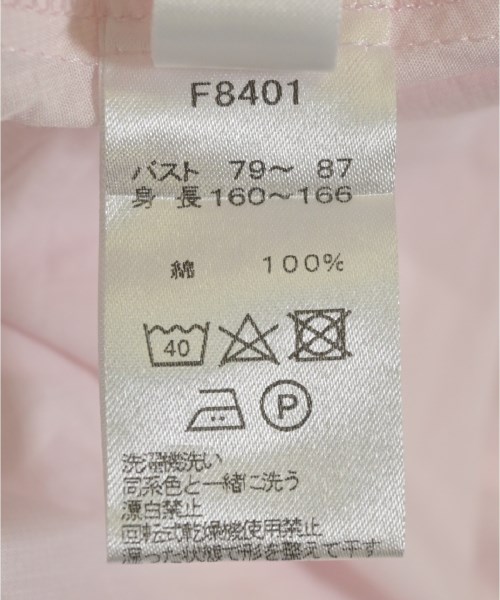 F8401
バスト 79〜 87
身 長 160〜166
綿 100%
40
P
洗濯機洗い
同系色と一緒に洗う
漂白禁止
回転式乾燥機使用禁止
湿った状態で形を整えて干す